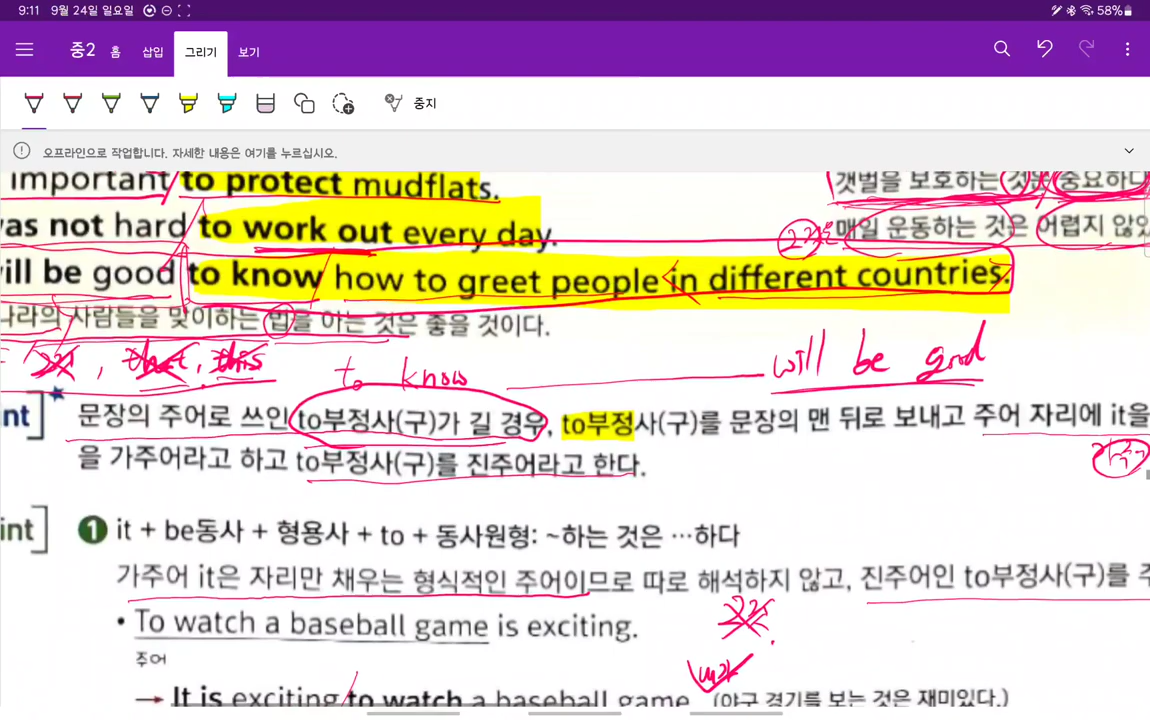 9:11 9월 24일 일요일 58%
중2 홈 삽입 그리기 보기
중지
오프라인으로 작업합니다. 자세한 내용은 여기를 누르십시오.
important to protect mudflats. 갯벌을 보호하는 것은 중요하다
was not hard to work out every day. 매일 운동하는 것은 어렵지 않았
will be good to know how to greet people in different countries.
나라의 사람들을 맞이하는 법을 아는 것은 좋을 것이다.
that, this
to know will be good
int] 문장의 주어로 쓰인 to부정사(구)가 길 경우, to부정사(구)를 문장의 맨 뒤로 보내고 주어 자리에 it을
을 가주어라고 하고 to부정사(구)를 진주어라고 한다.
int] 1 it + be동사 + 형용사 + to + 동사원형: ~하는 것은 …하다
가주어 it은 자리만 채우는 형식적인 주어이므로 따로 해석하지 않고, 진주어인 to부정사(구)를 주
• To watch a baseball game is exciting.
주어
→ It is exciting to watch a baseball game. (야구 경기를 보는 것은 재미있다.)